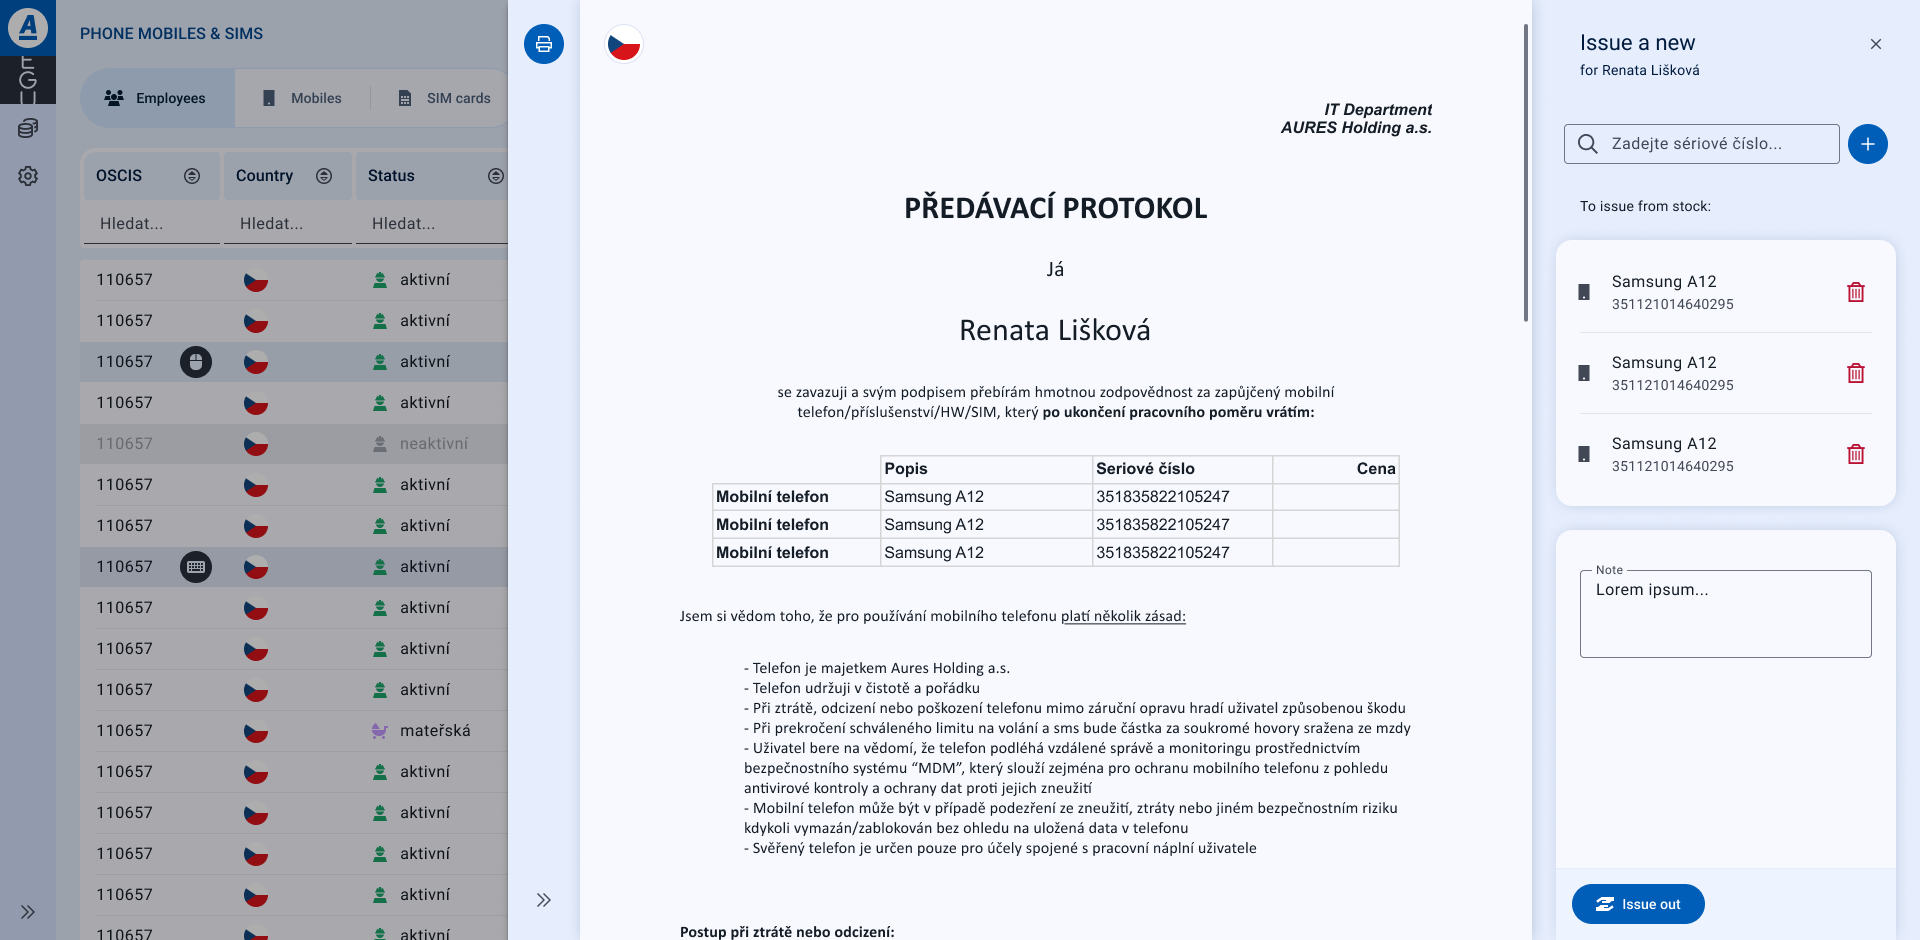 A
EGU
PHONE MOBILES & SIMS
Employees
Mobiles
SIM cards
OSCIS
Country
Status
Hledat...
Hledat...
Hledat...
110657
aktivní
110657
aktivní
110657
aktivní
110657
aktivní
110657
neaktivní
110657
aktivní
110657
aktivní
110657
aktivní
110657
aktivní
110657
aktivní
110657
aktivní
110657
mateřská
110657
aktivní
110657
aktivní
110657
aktivní
110657
aktivní
110657
aktivní
IT Department
AURES Holding a.s.
PŘEDÁVACÍ PROTOKOL
Já
Renata Lišková
se zavazuji a svým podpisem přebírám hmotnou zodpovědnost za zapůjčený mobilní
telefon/příslušenství/HW/SIM, který po ukončení pracovního poměru vrátím:
Popis
Seriové číslo
Cena
Mobilní telefon
Samsung A12
351835822105247
Mobilní telefon
Samsung A12
351835822105247
Mobilní telefon
Samsung A12
351835822105247
Jsem si vědom toho, že pro používání mobilního telefonu platí několik zásad:
- Telefon je majetkem Aures Holding a.s.
- Telefon udržuji v čistotě a pořádku
- Při ztrátě, odcizení nebo poškození telefonu mimo záruční opravu hradí uživatel způsobenou škodu
- Při prekročení schváleného limitu na volání a sms bude částka za soukromé hovory sražena ze mzdy
- Uživatel bere na vědomí, že telefon podléhá vzdálené správě a monitoringu prostřednictvím
bezpečnostního systému “MDM”, který slouží zejména pro ochranu mobilního telefonu z pohledu
antivirové kontroly a ochrany dat proti jejich zneužití
- Mobilní telefon může být v případě podezření ze zneužití, ztráty nebo jiném bezpečnostním riziku
kdykoli vymazán/zablokován bez ohledu na uložená data v telefonu
- Svěřený telefon je určen pouze pro účely spojené s pracovní náplní uživatele
Postup při ztrátě nebo odcizení:
Issue a new
for Renata Lišková
Zadejte sériové číslo...
To issue from stock:
Samsung A12
351121014640295
Samsung A12
351121014640295
Samsung A12
351121014640295
Note
Lorem ipsum...
Issue out